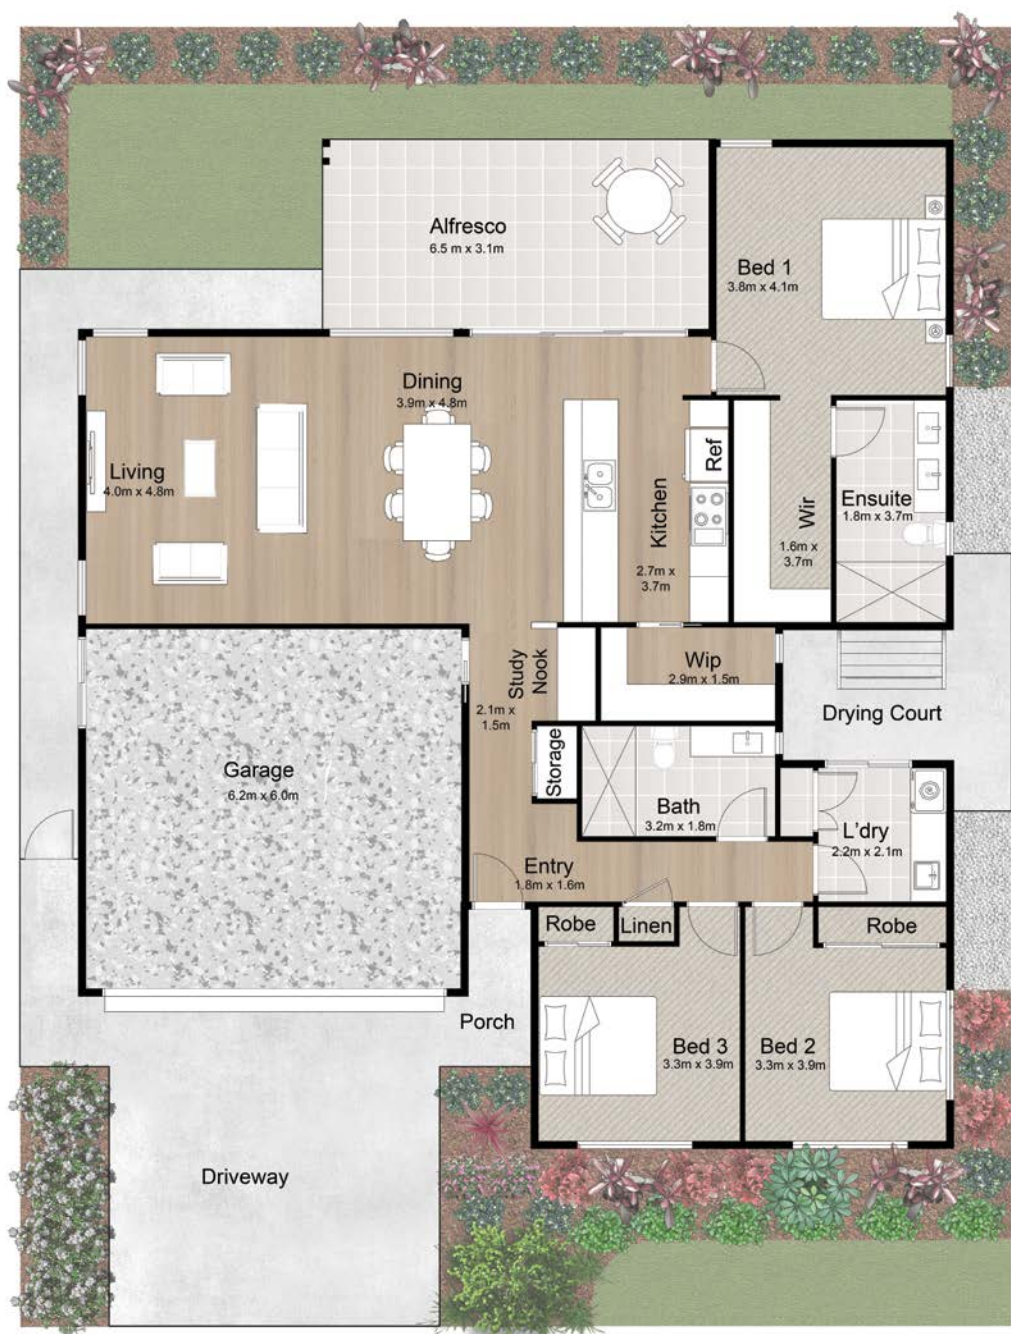 Alfresco
6.5 m x 3.1m
Bed 1
3.8m x 4.1m
Dining
3.9m x 4.8m
Living
4.0m x 4.8m
Kitchen
2.7m x
3.7m
Ref
Wir
1.6m x
3.7m
Ensuite
1.8m x 3.7m
Study
Nook
2.1m x
1.5m
Wip
2.9m x 1.5m
Drying Court
Garage
6.2m x 6.0m
Storage
Bath
3.2m x 1.8m
L'dry
2.2m x 2.1m
Entry
1.8m x 1.6m
Robe
Linen
Robe
Porch
Bed 3
3.3m x 3.9m
Bed 2
3.3m x 3.9m
Driveway